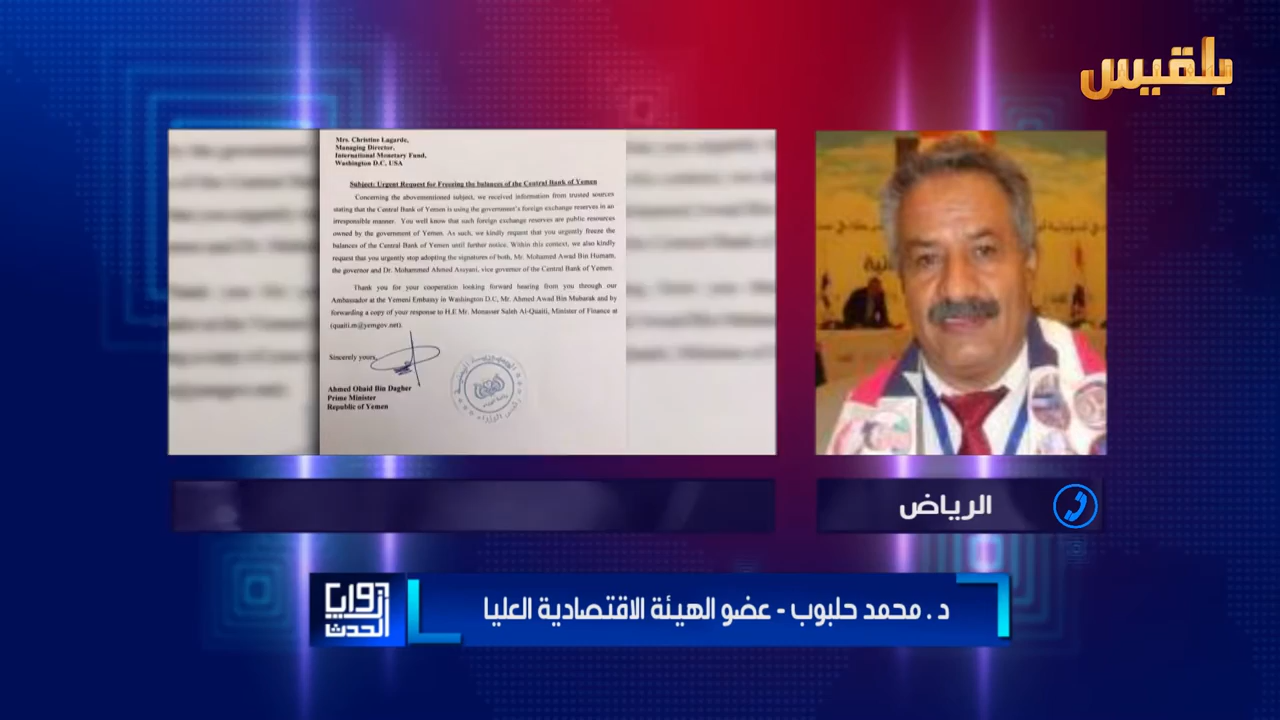 بلقيس
Mrs. Christine Lagarde,
Managing Director,
International Monetary Fund,
Washington D.C, USA
Subject: Urgent Request for Freezing the balances of the Central Bank of Yemen
Concerning the abovementioned subject, we received information from trusted sources
stating that the Central Bank of Yemen is using the government's foreign exchange reserves in an
irresponsible manner. You well know that such foreign exchange reserves are public resources
owned by the government of Yemen. As such, we kindly request that you urgently freeze the
balances of the Central Bank of Yemen until further notice. Within this context, we also kindly
request that you urgently stop adopting the signatures of both, Mr. Mohamed Awad Bin Humam,
the governor and Dr. Mohammed Ahmed Assyani, vice governor of the Central Bank of Yemen.
Thank you for your cooperation looking forward hearing from you through our
Ambassador at the Yemeni Embassy in Washington D.C, Mr. Ahmed Awad Bin Mubarak and by
forwarding a copy of your response to H.E Mr. Monasser Saleh Al-Quaiti, Minister of Finance at
(quaiti.m@yemgov.net).
Sincerely yours,
Ahmed Obaid Bin Dagher
Prime Minister
Republic of Yemen
الرياض
د . محمد حلبوب - عضو الهيئة الاقتصادية العليا
زوايا
الحدث